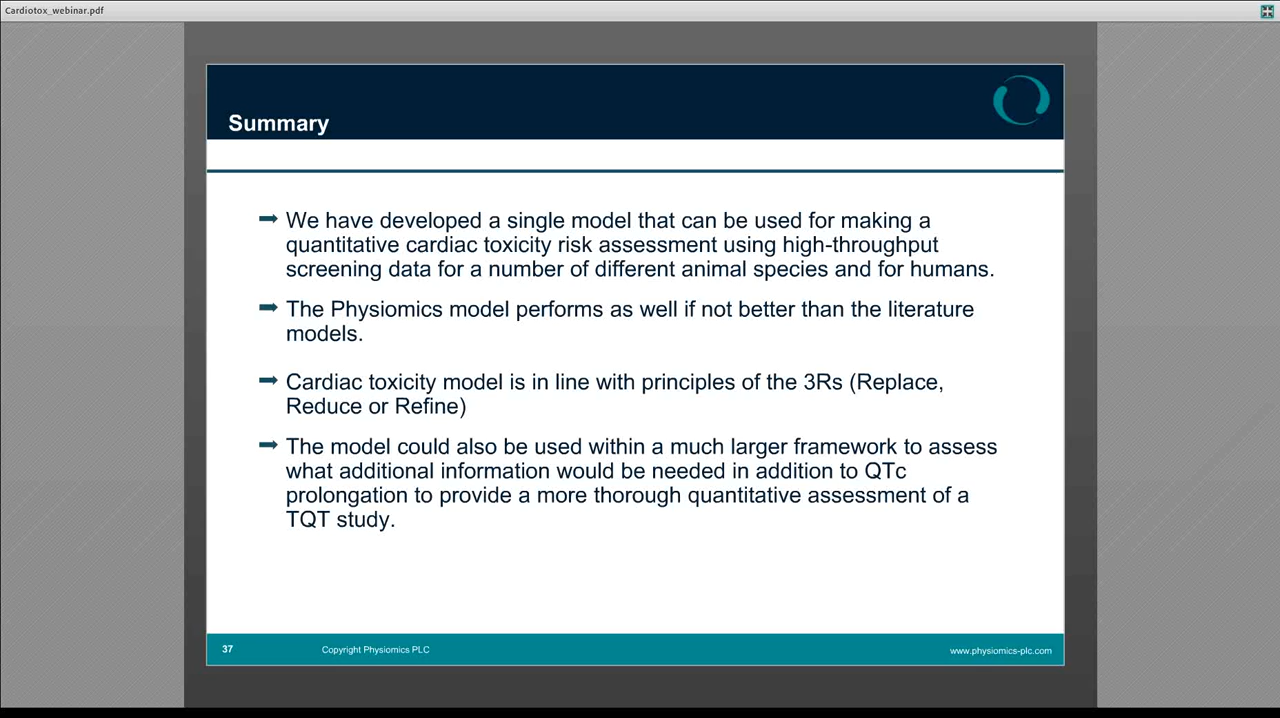 Cardiotox_webinar.pdf
Summary
We have developed a single model that can be used for making a
quantitative cardiac toxicity risk assessment using high-throughput
screening data for a number of different animal species and for humans.
The Physiomics model performs as well if not better than the literature
models.
Cardiac toxicity model is in line with principles of the 3Rs (Replace,
Reduce or Refine)
The model could also be used within a much larger framework to assess
what additional information would be needed in addition to QTc
prolongation to provide a more thorough quantitative assessment of a
TQT study.
37 Copyright Physiomics PLC www.physiomics-plc.com